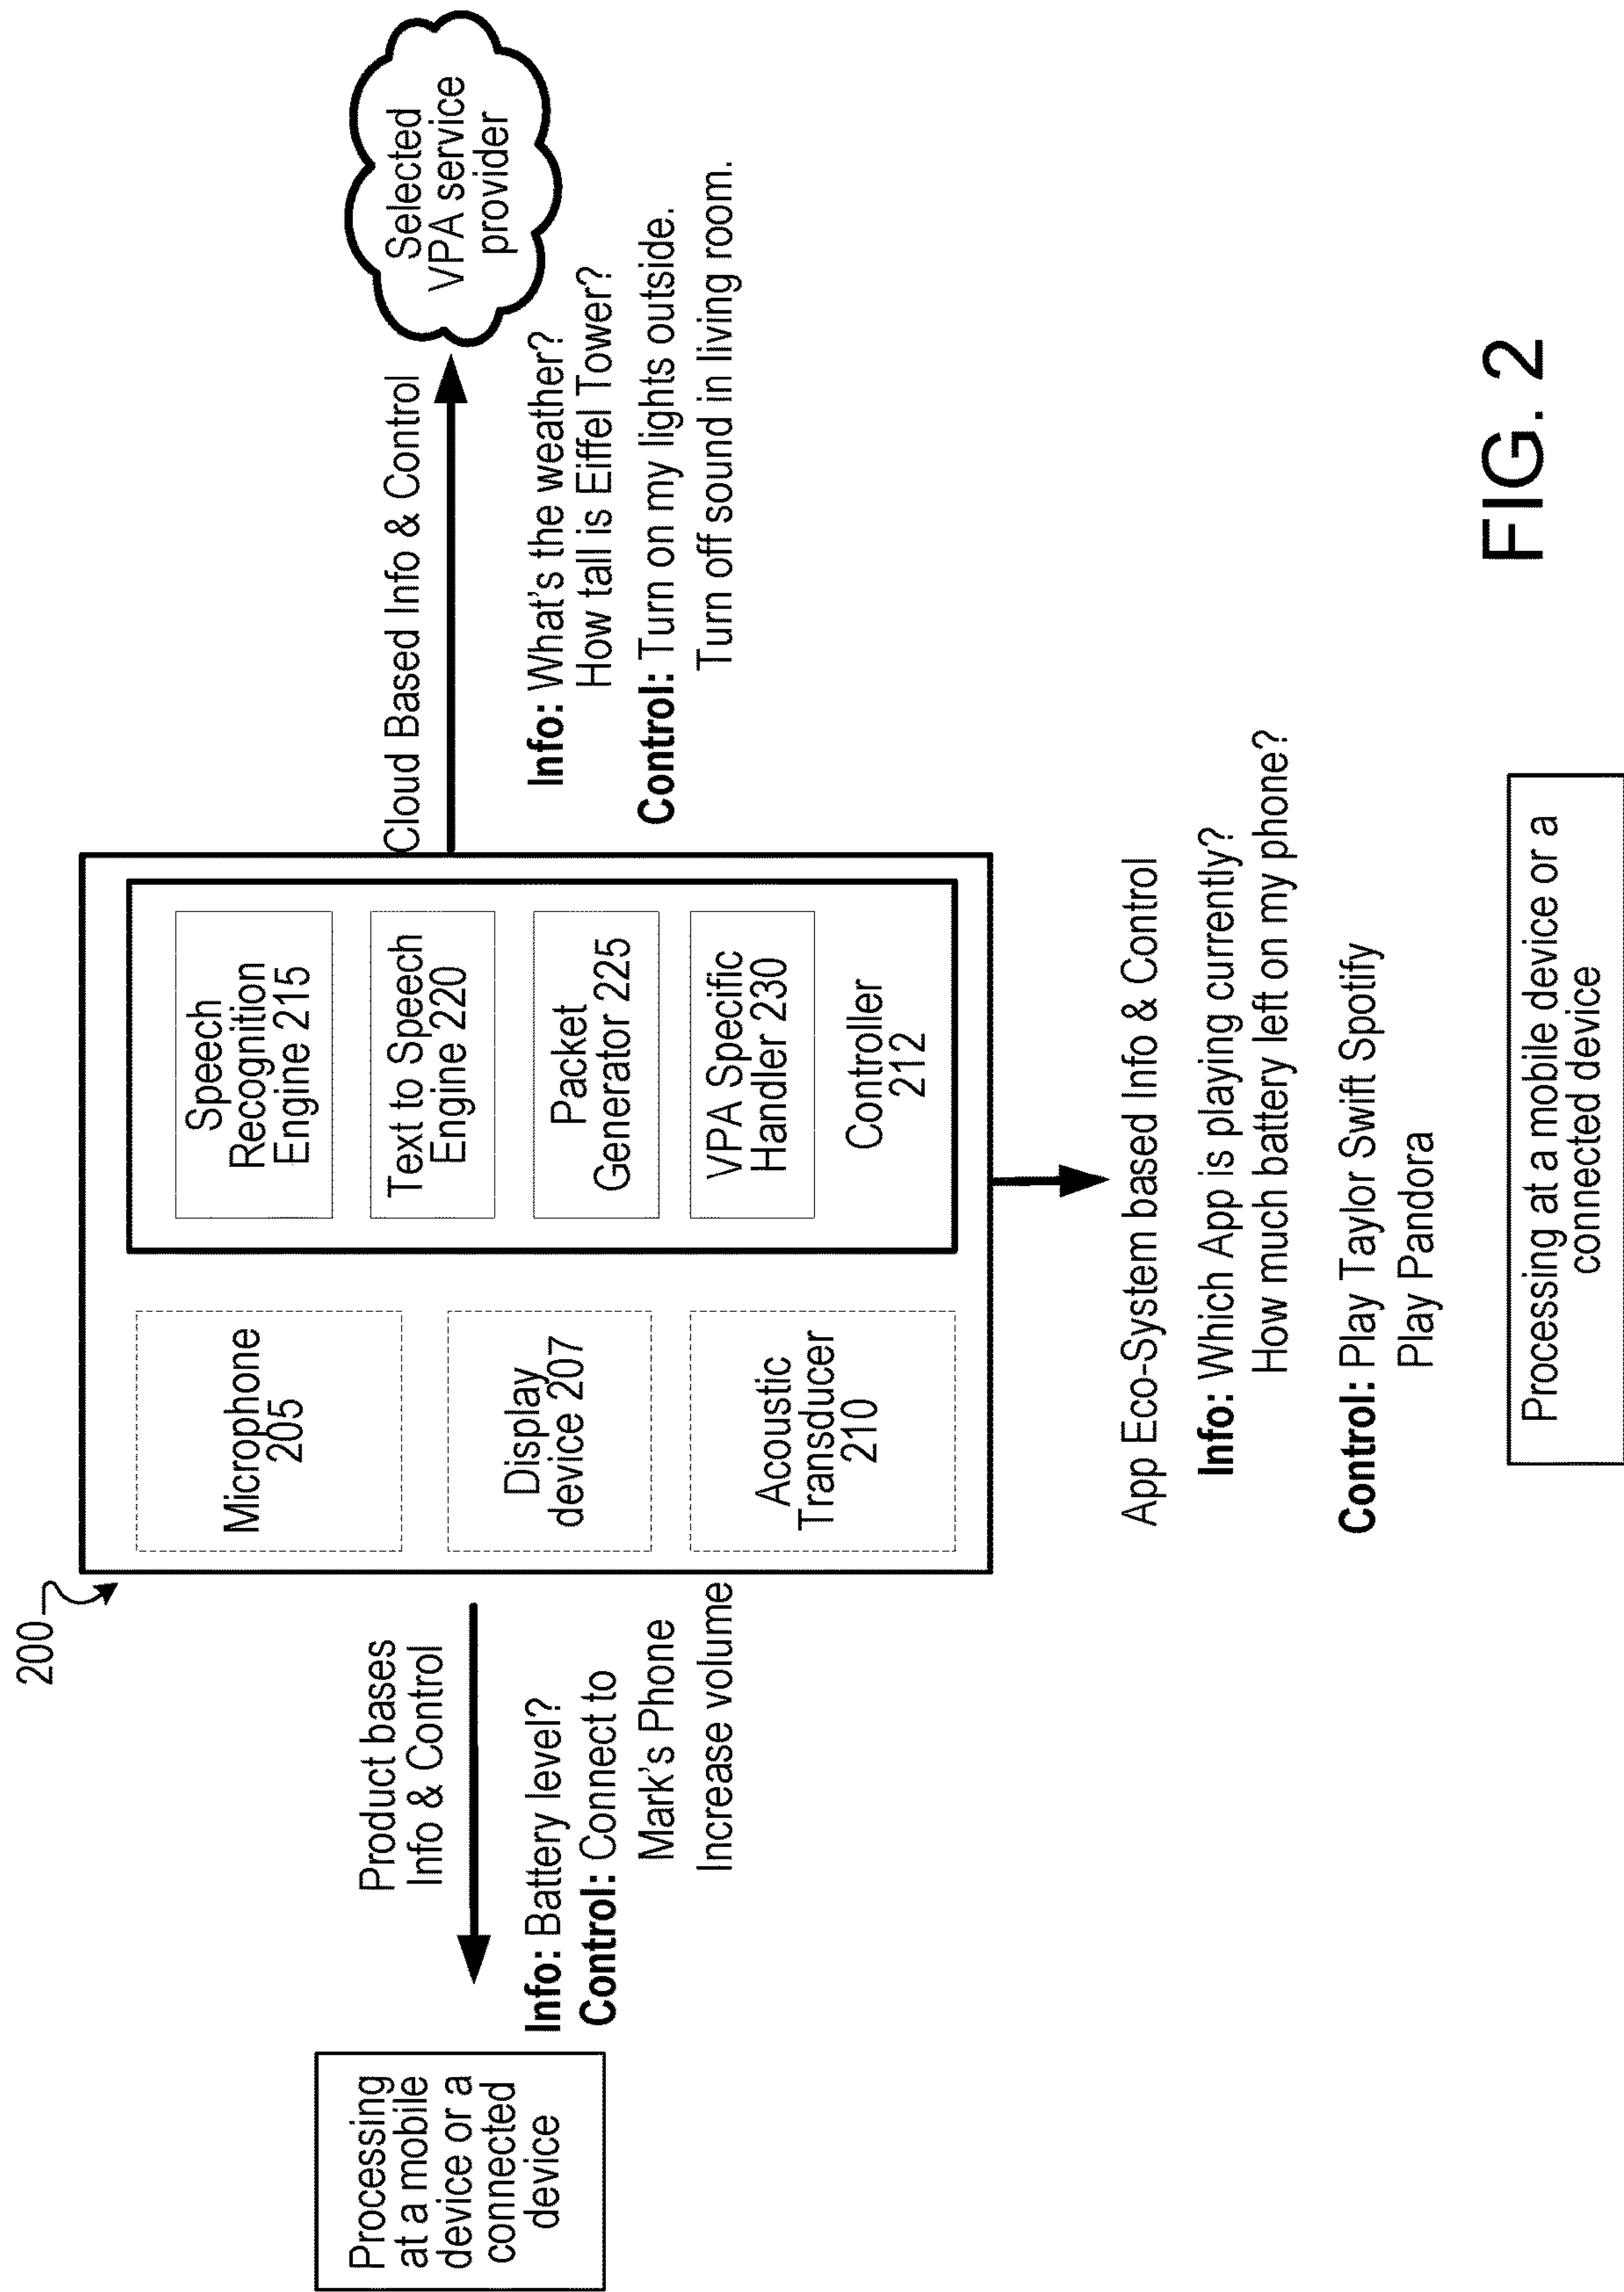 200
Processing
at a mobile
device or a
connected
device
Product bases
Info & Control
Info: Battery level?
Control: Connect to
Mark's Phone
Increase volume
Microphone
205
Display
device 207
Acoustic
Transducer
210
Speech
Recognition
Engine 215
Text to Speech
Engine 220
Packet
Generator 225
VPA Specific
Handler 230
Controller
212
Cloud Based Info & Control
Selected
VPA service
provider
Info: What's the weather?
How tall is Eiffel Tower?
Control: Turn on my lights outside.
Turn off sound in living room.
App Eco-System based Info & Control
Info: Which App is playing currently?
How much battery left on my phone?
Control: Play Taylor Swift Spotify
Play Pandora
Processing at a mobile device or a
connected device
FIG. 2